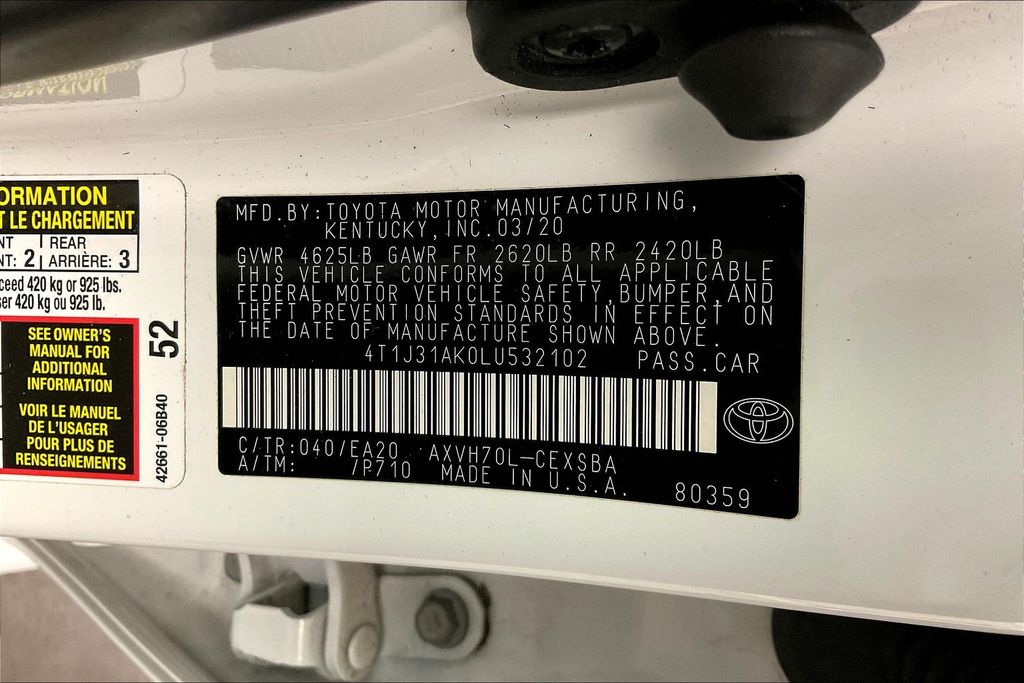 ORMATION
T LE CHARGEMENT
NT 2 REAR
NT: ARRIÈRE: 3
ceed 420 kg or 925 lbs.
ser 420 kg ou 925 lb.
SEE OWNER'S
MANUAL FOR
ADDITIONAL
INFORMATION
VOIR LE MANUEL
DE L'USAGER
POUR PLUS DE
RENSEIGNEMENTS
52
42661-06B40
MFD.BY:TOYOTA MOTOR MANUFACTURING,
KENTUCKY,INC.03/20
GVWR 4625LB GAWR FR 2620LB RR 2420LB
THIS VEHICLE CONFORMS TO ALL APPLICABLE
FEDERAL MOTOR VEHICLE SAFETY,BUMPER,AND
THEFT PREVENTION STANDARDS IN EFFECT ON
THE DATE OF MANUFACTURE SHOWN ABOVE.
4T1J31AK0LU532102 PASS.CAR
C/TR:040/EA20 AXVH70L-CEXSBA
A/TM: /P710 MADE IN U.S.A. 80359